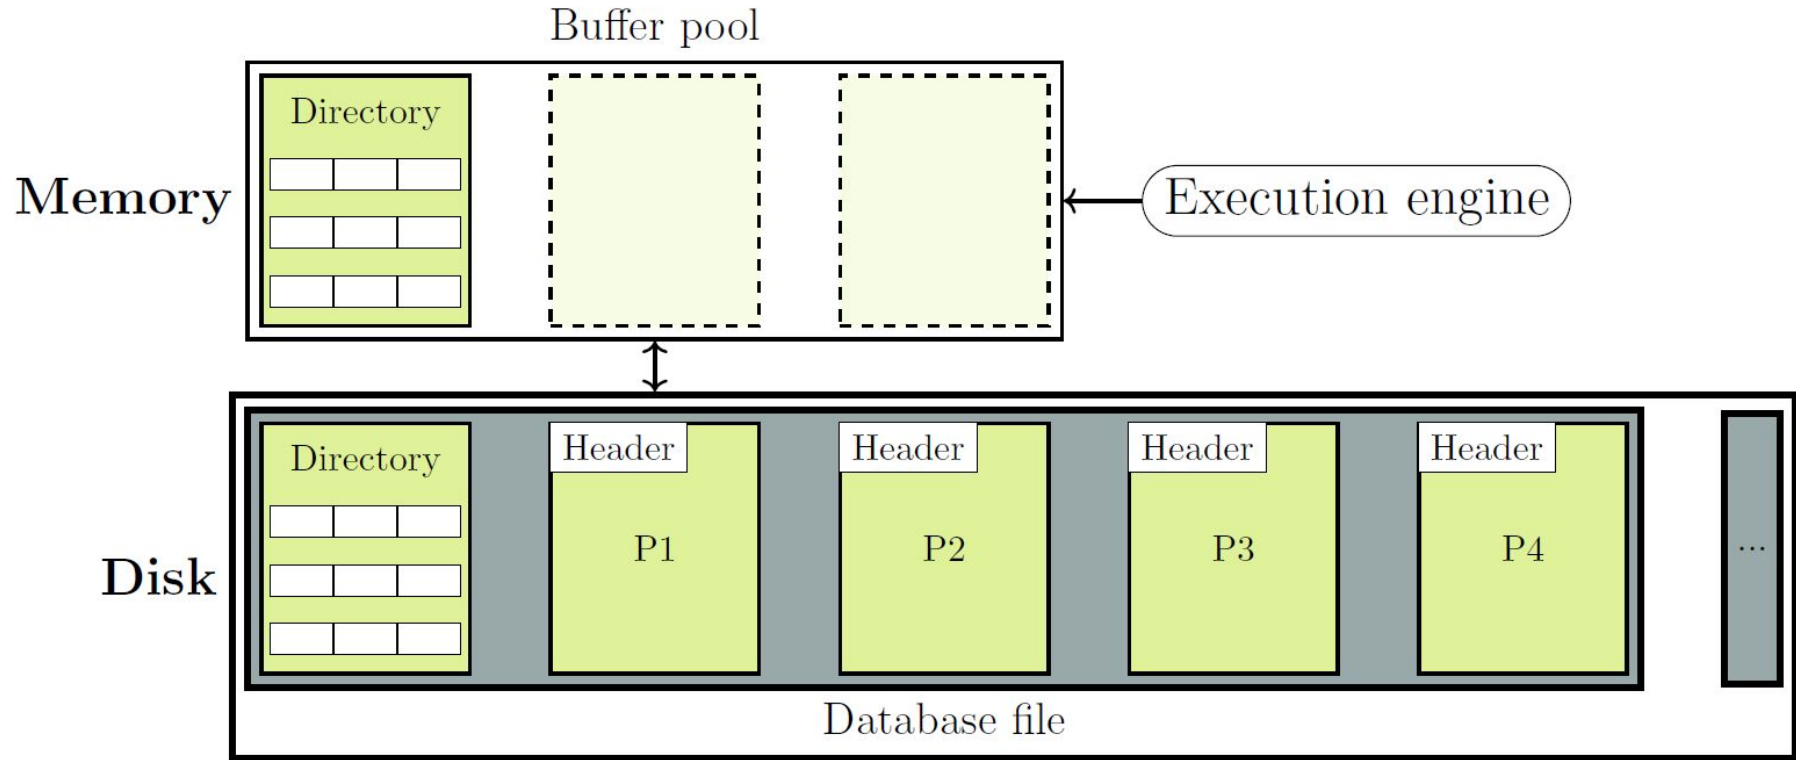 Buffer pool
Directory
Memory
Execution engine
Directory
Header
Header
Header
Header
P1
P2
P3
P4
...
Disk
Database file